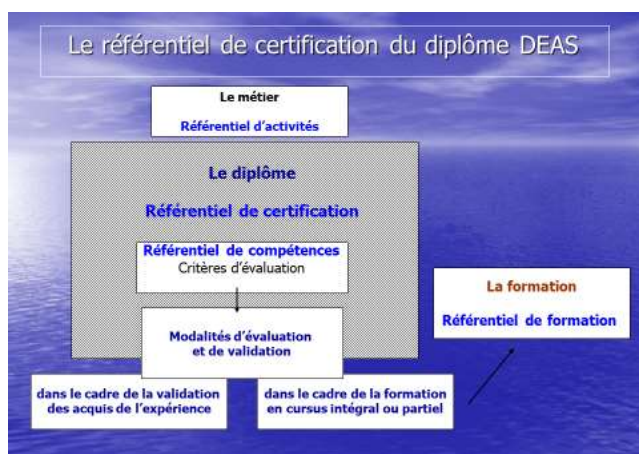 Le référentiel de certification du diplôme DEAS
Le métier
Référentiel d'activités
Le diplôme
Référentiel de certification
Référentiel de compétences
Critères d'évaluation
Modalités d'évaluation
et de validation
La formation
Référentiel de formation
dans le cadre de la validation
des acquis de l'expérience
dans le cadre de la formation
en cursus intégral ou partiel